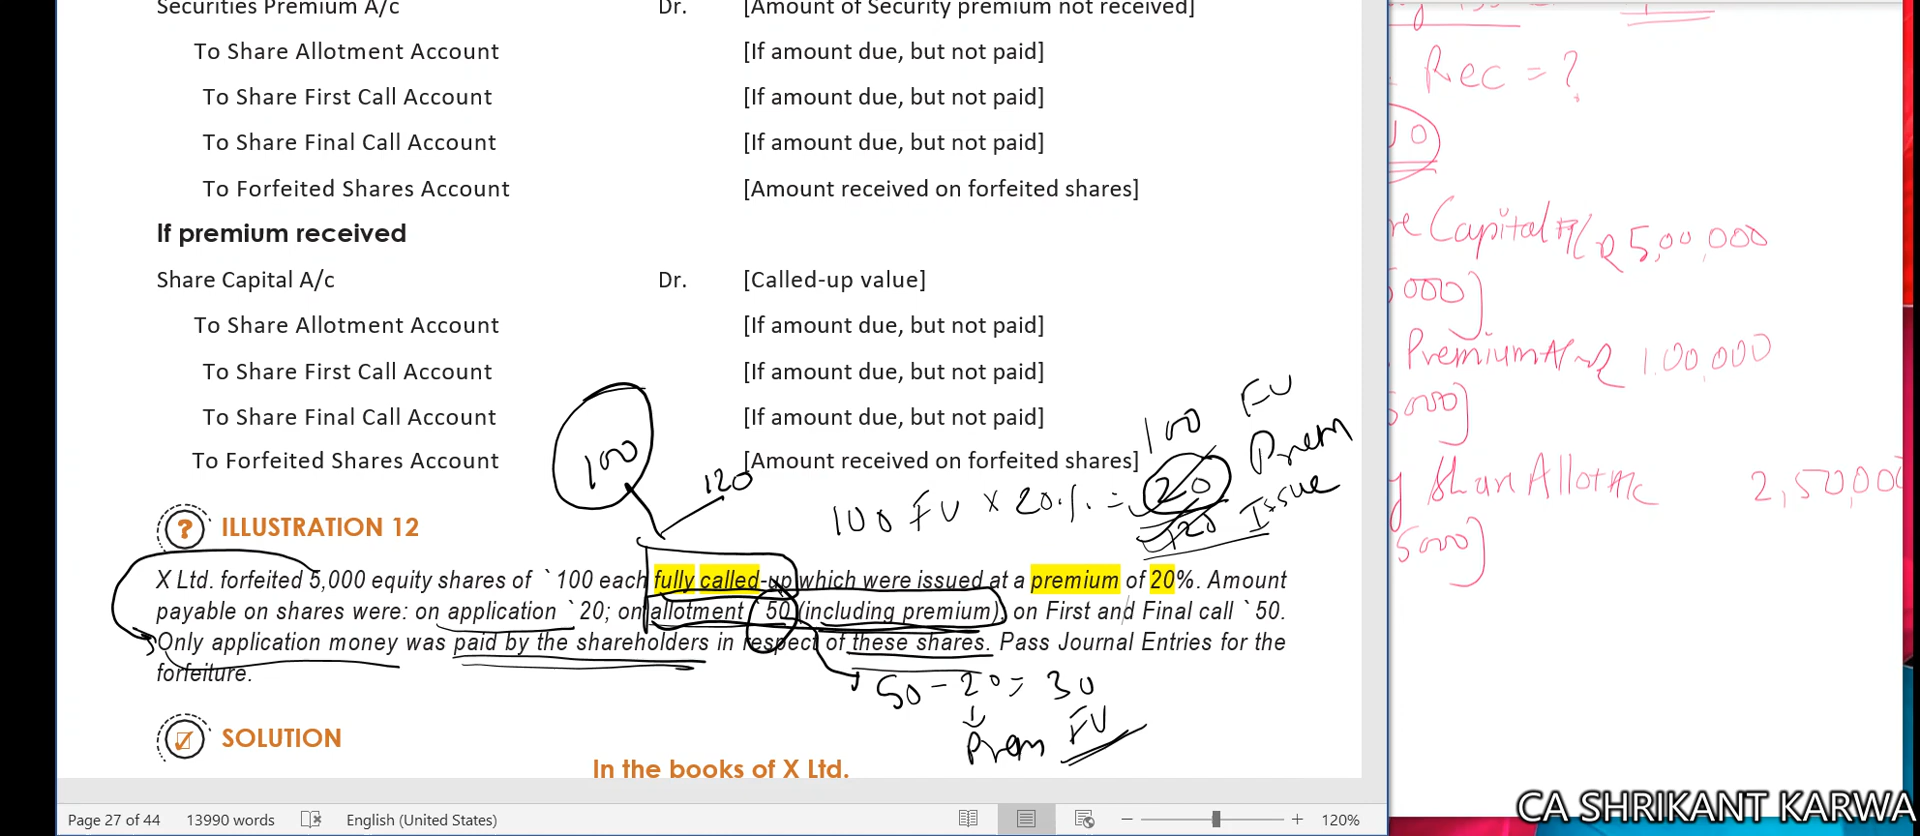 Securities Premium A/c Dr. [Amount of Security premium not received]
To Share Allotment Account [If amount due, but not paid]
To Share First Call Account [If amount due, but not paid]
To Share Final Call Account [If amount due, but not paid]
To Forfeited Shares Account [Amount received on forfeited shares]
If premium received
Share Capital A/c Dr. [Called-up value]
To Share Allotment Account [If amount due, but not paid]
To Share First Call Account [If amount due, but not paid]
To Share Final Call Account [If amount due, but not paid]
To Forfeited Shares Account [Amount received on forfeited shares]
100
120
100 FV
Prem
100 FV x 20% = 20
120 Issue
? ILLUSTRATION 12
X Ltd. forfeited 5,000 equity shares of ` 100 each fully called-up which were issued at a premium of 20%. Amount
payable on shares were: on application ` 20; on allotment ` 50 (including premium), on First and Final call ` 50.
Only application money was paid by the shareholders in respect of these shares. Pass Journal Entries for the
forfeiture.
50 - 20 = 30
Prem FV
SOLUTION
In the books of X Ltd.
Page 27 of 44 13990 words English (United States) 120%
Rec = ?
10
re Capital A/c D 5,00,000
5000]
Premium A/c D 1,00,000
5000]
y Shar Allot A/c 2,50,000
5000]
CA SHRIKANT KARWA